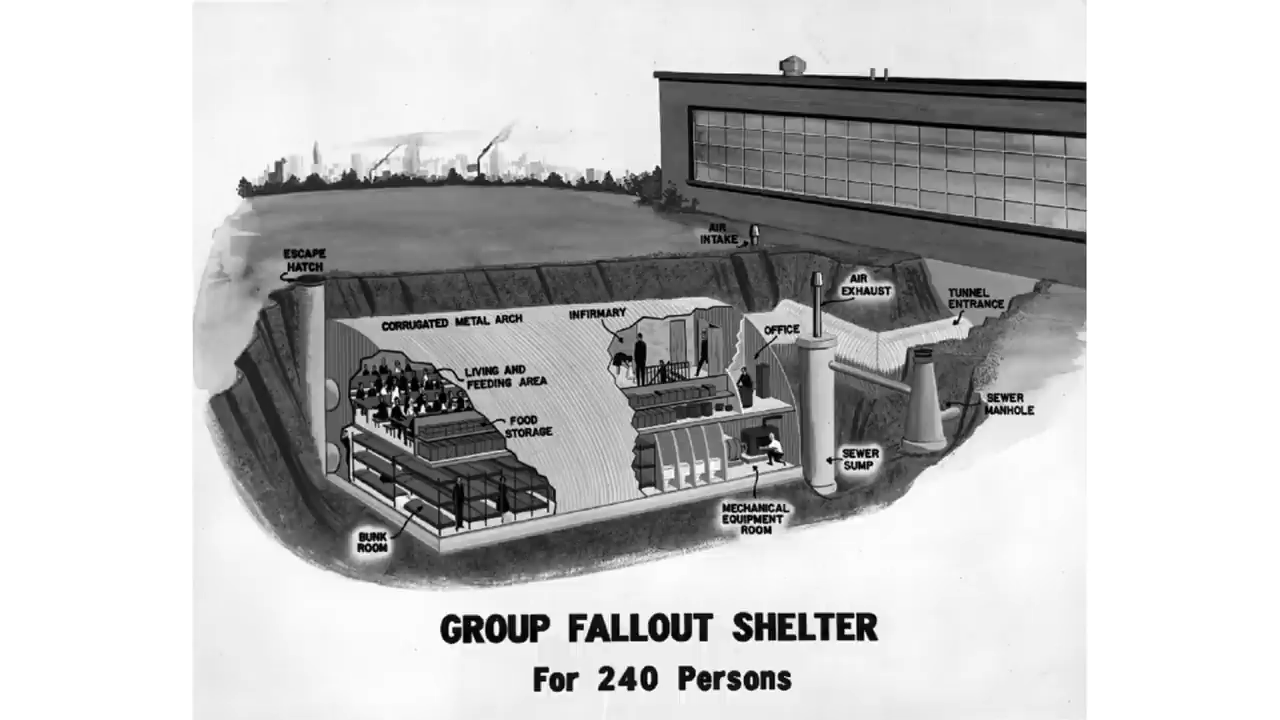 AIR
INTAKE
ESCAPE
HATCH
AIR
EXHAUST
TUNNEL
ENTRANCE
CORRUGATED METAL ARCH
INFIRMARY
OFFICE
LIVING AND
FEEDING AREA
FOOD
STORAGE
SEWER
MANHOLE
SEWER
SUMP
MECHANICAL
EQUIPMENT
ROOM
BUNK
ROOM
GROUP FALLOUT SHELTER
For 240 Persons